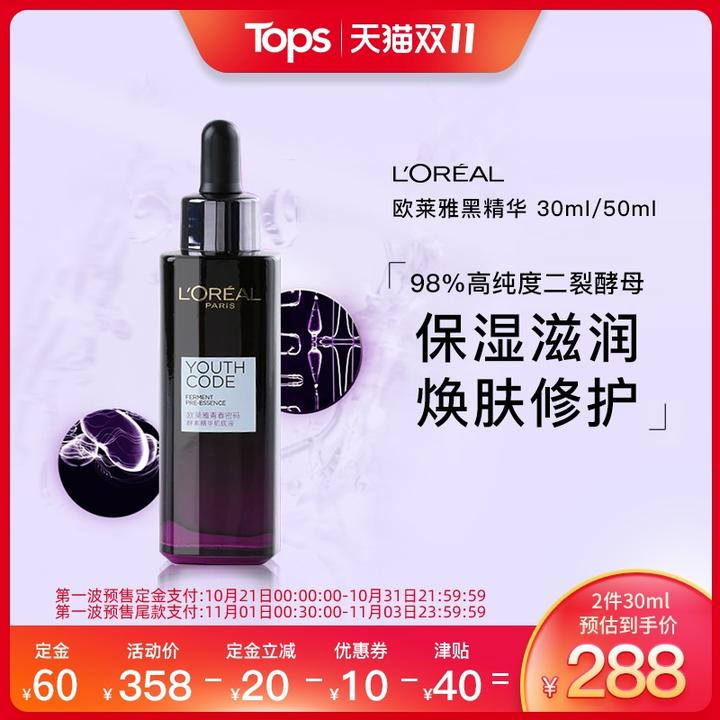 Tops 天猫双11
L'ORÉAL
欧莱雅黑精华 30ml/50ml
「98%高纯度二裂酵母
保湿滋润
焕肤修护」
L'ORÉAL
PARIS
YOUTH
CODE
FERMENT
PRE-ESSENCE
欧莱雅青春密码
酵素精华肌底液
第一波预售定金支付:10月21日00:00:00-10月31日21:59:59
第一波预售尾款支付:11月01日00:30:00-11月03日23:59:59
2件30ml
预估到手价
定金 活动价 定金立减 优惠券 津贴
¥60 ¥358-¥20-¥10-¥40=¥288